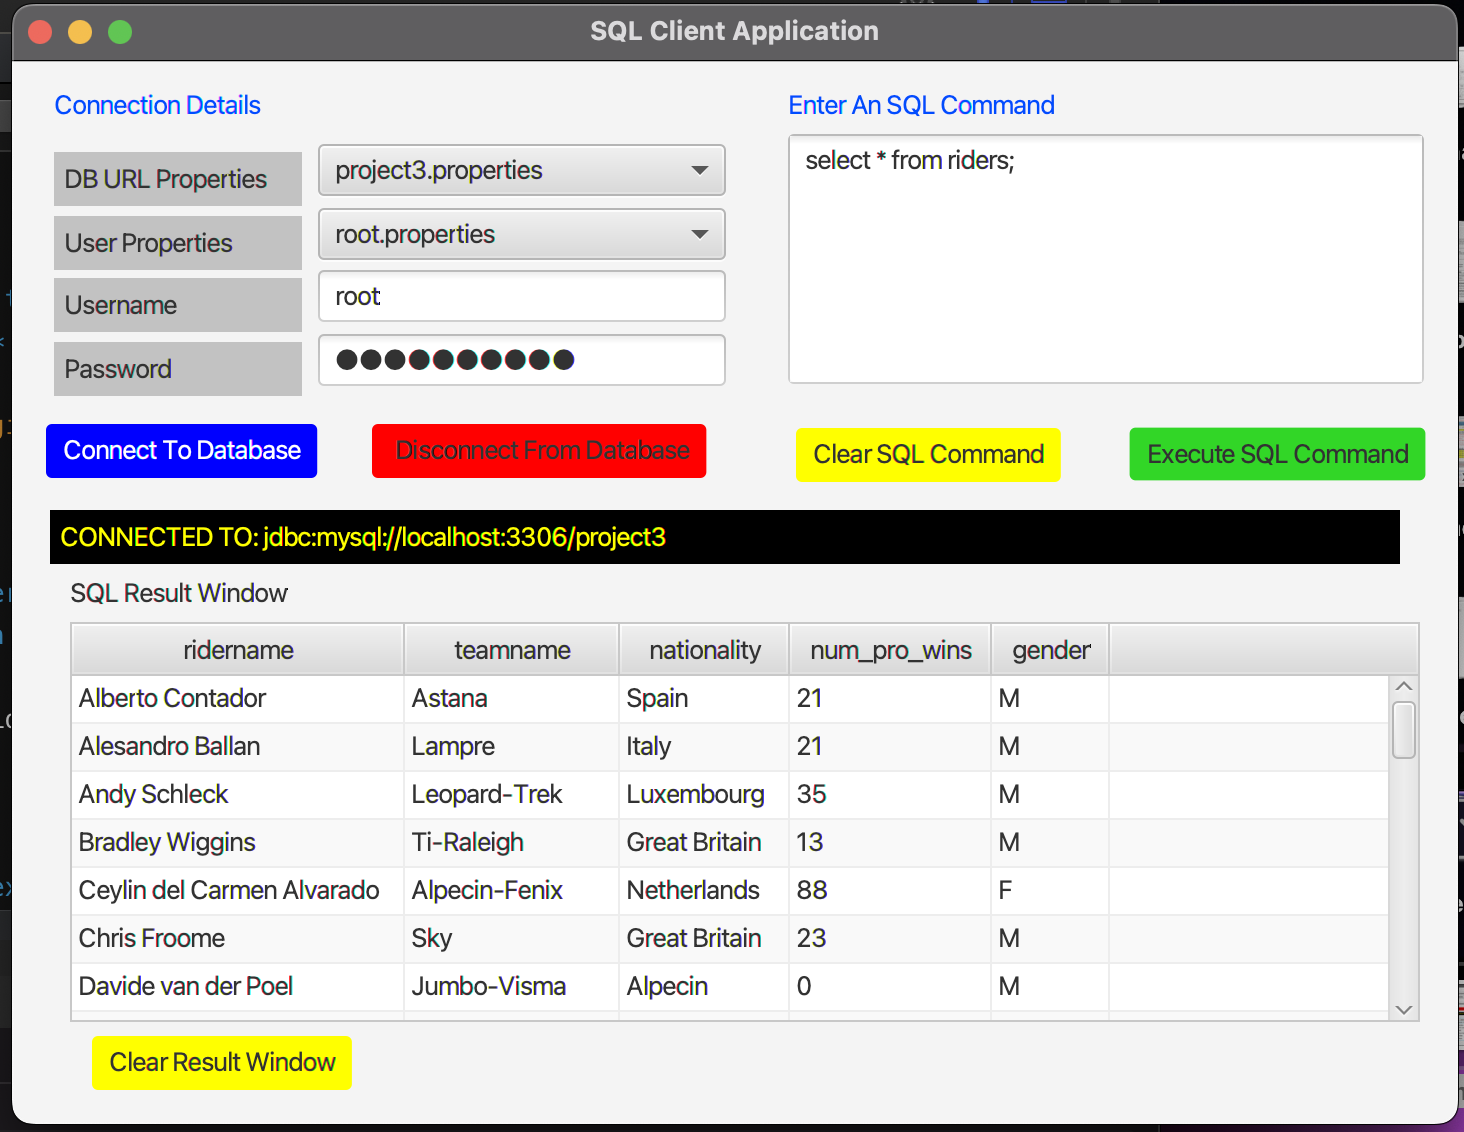 SQL Client Application
Connection Details
Enter An SQL Command
DB URL Properties
project3.properties
select * from riders;
User Properties
root.properties
Username
root
Password
Connect To Database
Disconnect From Database
Clear SQL Command
Execute SQL Command
CONNECTED TO: jdbc:mysql://localhost:3306/project3
SQL Result Window
ridername teamname nationality num_pro_wins gender
Alberto Contador Astana Spain 21 M
Alesandro Ballan Lampre Italy 21 M
Andy Schleck Leopard-Trek Luxembourg 35 M
Bradley Wiggins Ti-Raleigh Great Britain 13 M
Ceylin del Carmen Alvarado Alpecin-Fenix Netherlands 88 F
Chris Froome Sky Great Britain 23 M
Davide van der Poel Jumbo-Visma Alpecin 0 M
Clear Result Window